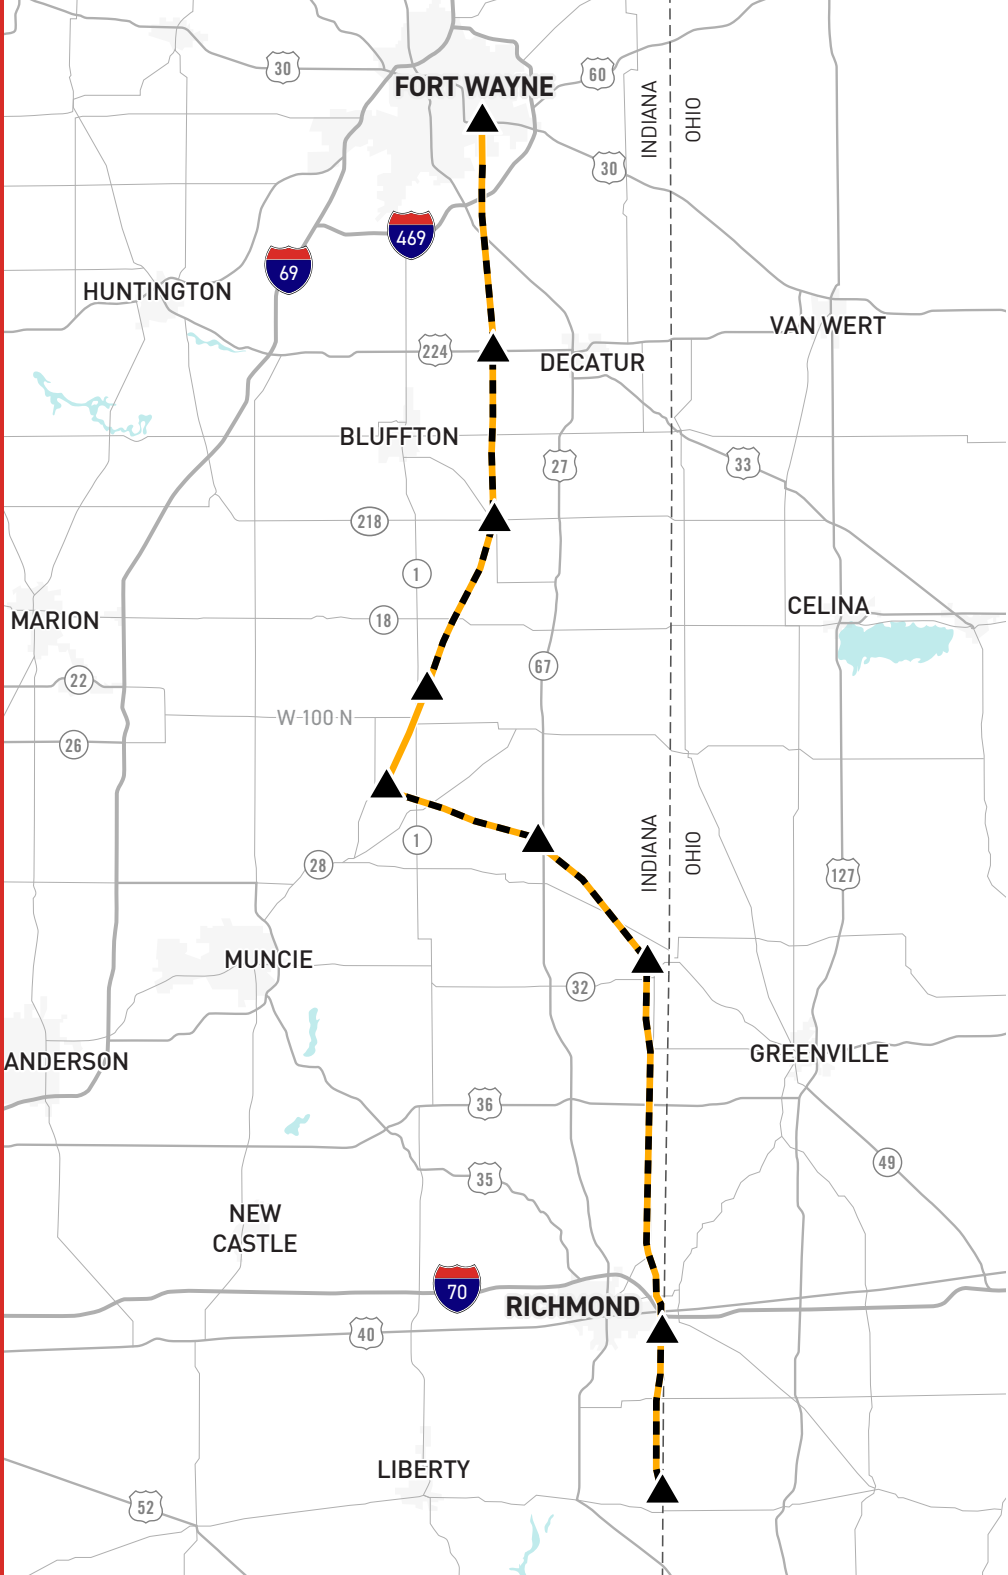 30
60
FORT WAYNE
INDIANA
OHIO
30
469
69
HUNTINGTON
VAN WERT
224
DECATUR
BLUFFTON
27
33
218
1
18
CELINA
MARION
67
22
W 100 N
26
1
INDIANA
OHIO
28
127
MUNCIE
32
GREENVILLE
ANDERSON
36
49
35
NEW
CASTLE
70
RICHMOND
40
LIBERTY
52